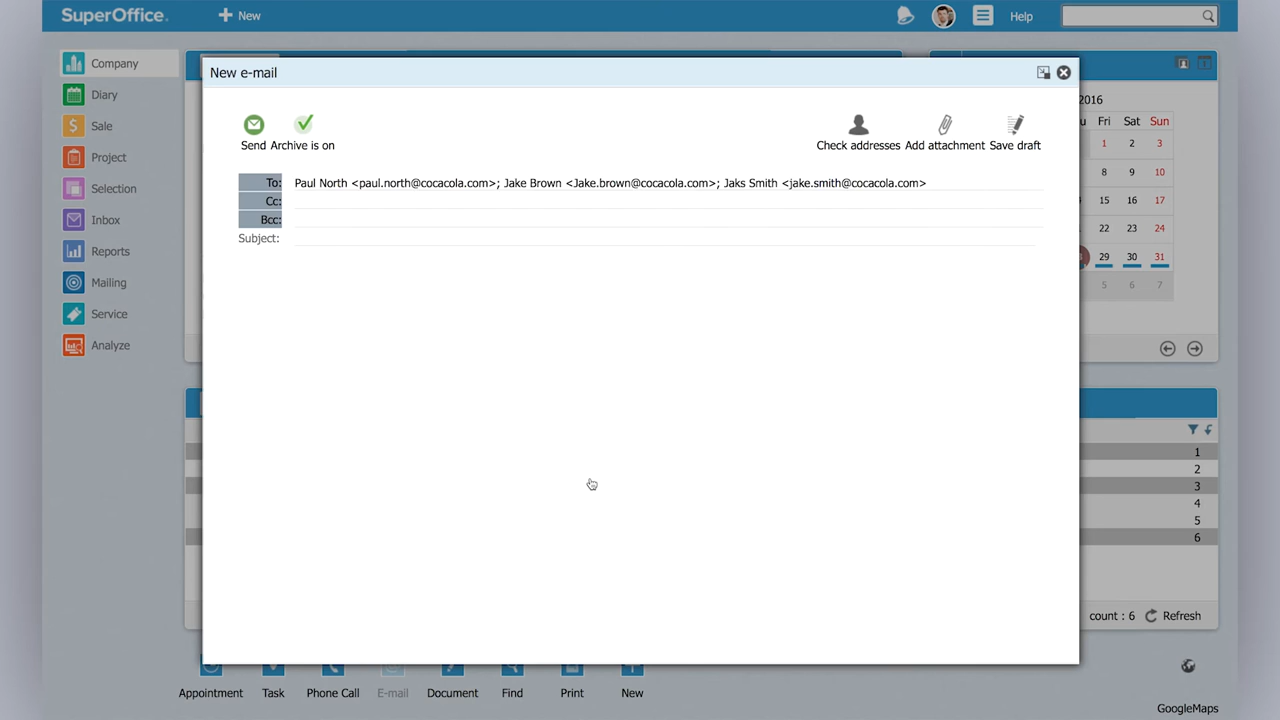 SuperOffice.
New
Help
Company
Diary
Sale
Project
Selection
Inbox
Reports
Mailing
Service
Analyze
New e-mail
Send Archive is on
Check addresses Add attachment Save draft
To: Paul North <paul.north@cocacola.com>; Jake Brown <Jake.brown@cocacola.com>; Jaks Smith <jake.smith@cocacola.com>
Cc:
Bcc:
Subject:
2016
u Fri Sat Sun
1 2 3
8 9 10
15 16 17
22 23 24
29 30 31
5 6 7
1
2
3
4
5
6
count : 6 Refresh
Appointment Task Phone Call E-mail Document Find Print New
GoogleMaps